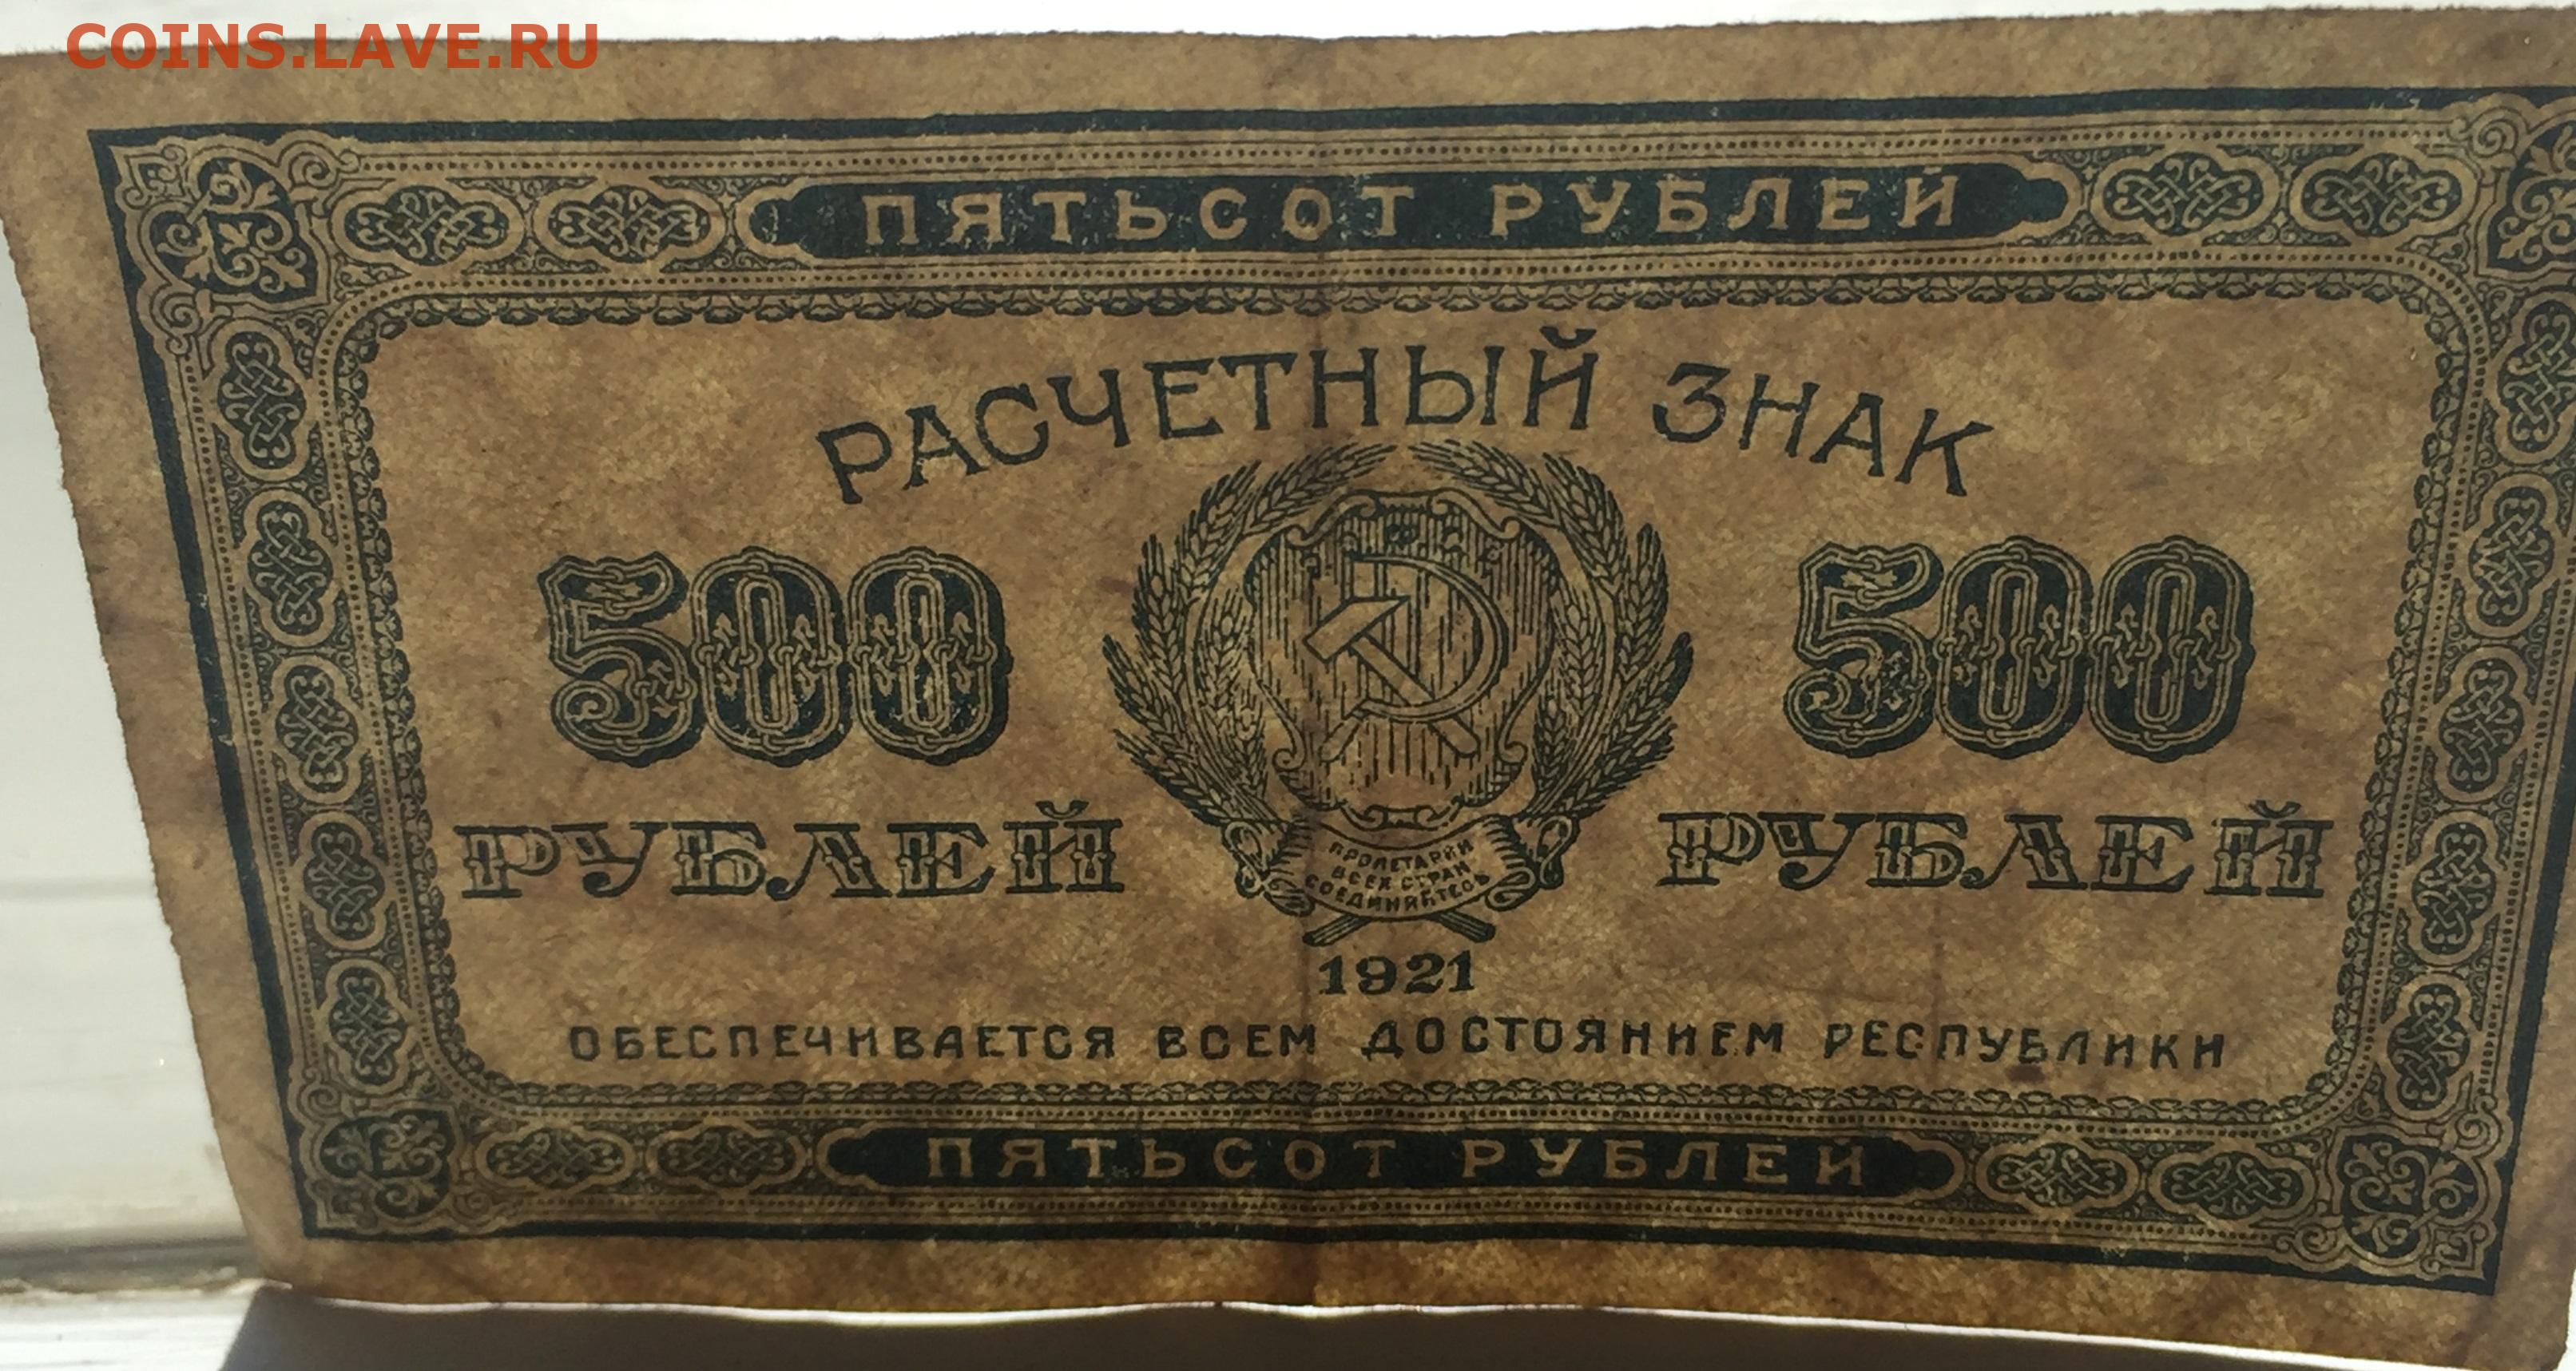 COINS.LAVE.RU
ПЯТЬСОТ РУБЛЕЙ
РАСЧЕТНЫЙ ЗНАК
500 500
РУБЛЕЙ РУБЛЕЙ
ПРОЛЕТАРИИ
ВСЕХ СТРАН
СОЕДИНЯЙТЕСЬ
1921
ОБЕСПЕЧИВАЕТСЯ ВСЕМ ДОСТОЯНИЕМ РЕСПУБЛИКИ
ПЯТЬСОТ РУБЛЕЙ